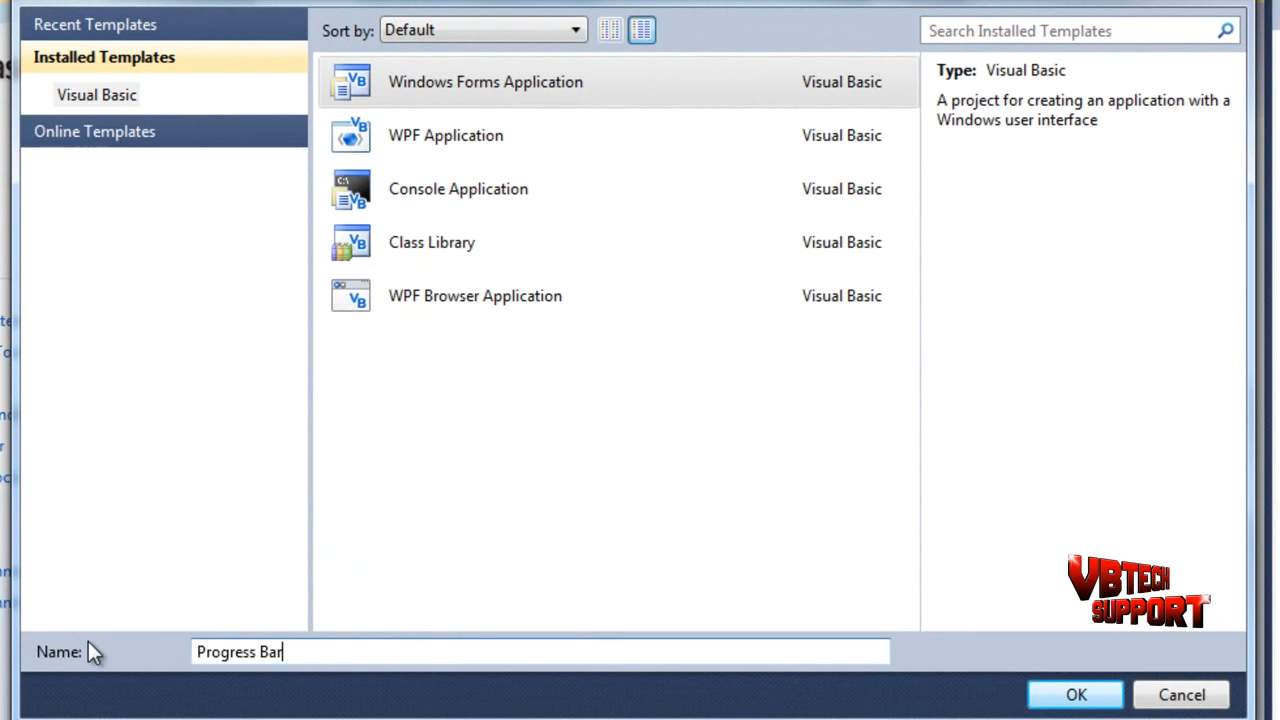 Recent Templates
Installed Templates
Visual Basic
Online Templates
Sort by: Default
Windows Forms Application Visual Basic
WPF Application Visual Basic
Console Application Visual Basic
Class Library Visual Basic
WPF Browser Application Visual Basic
Search Installed Templates
Type: Visual Basic
A project for creating an application with a
Windows user interface
VBTECH
SUPPORT
Name: Progress Bar
OK Cancel